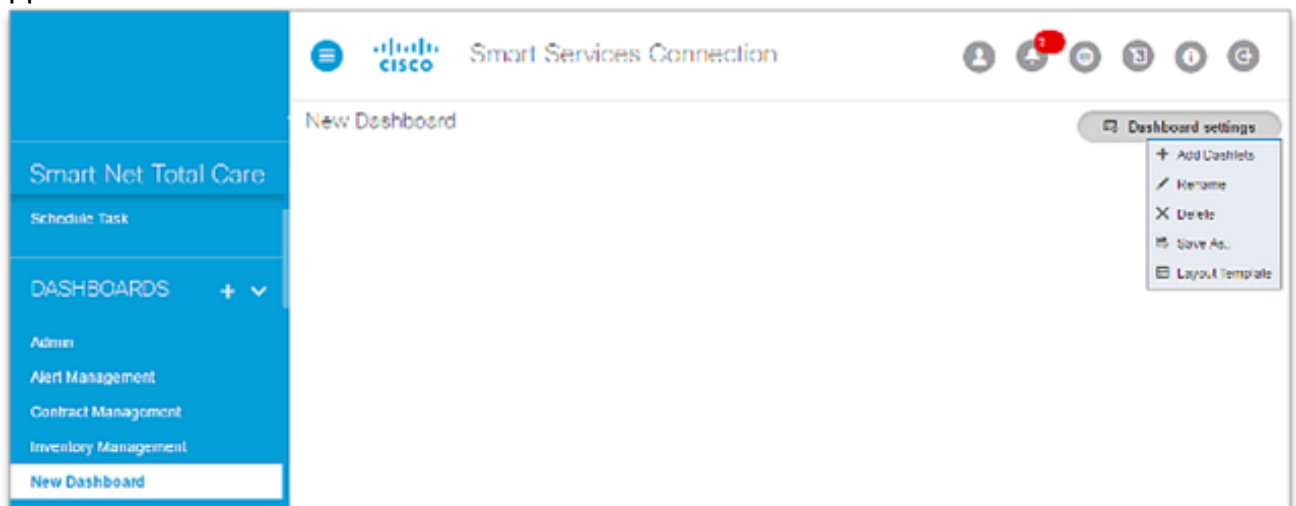 CISCO
Smart Services Connection
New Dashboard
Dashboard settings
+ Add Dashlets
Rename
Delete
Save As..
Layout Template
Smart Net Total Care
Schedule Task
DASHBOARDS +
Admin
Alert Management
Contract Management
Inventory Management
New Dashboard